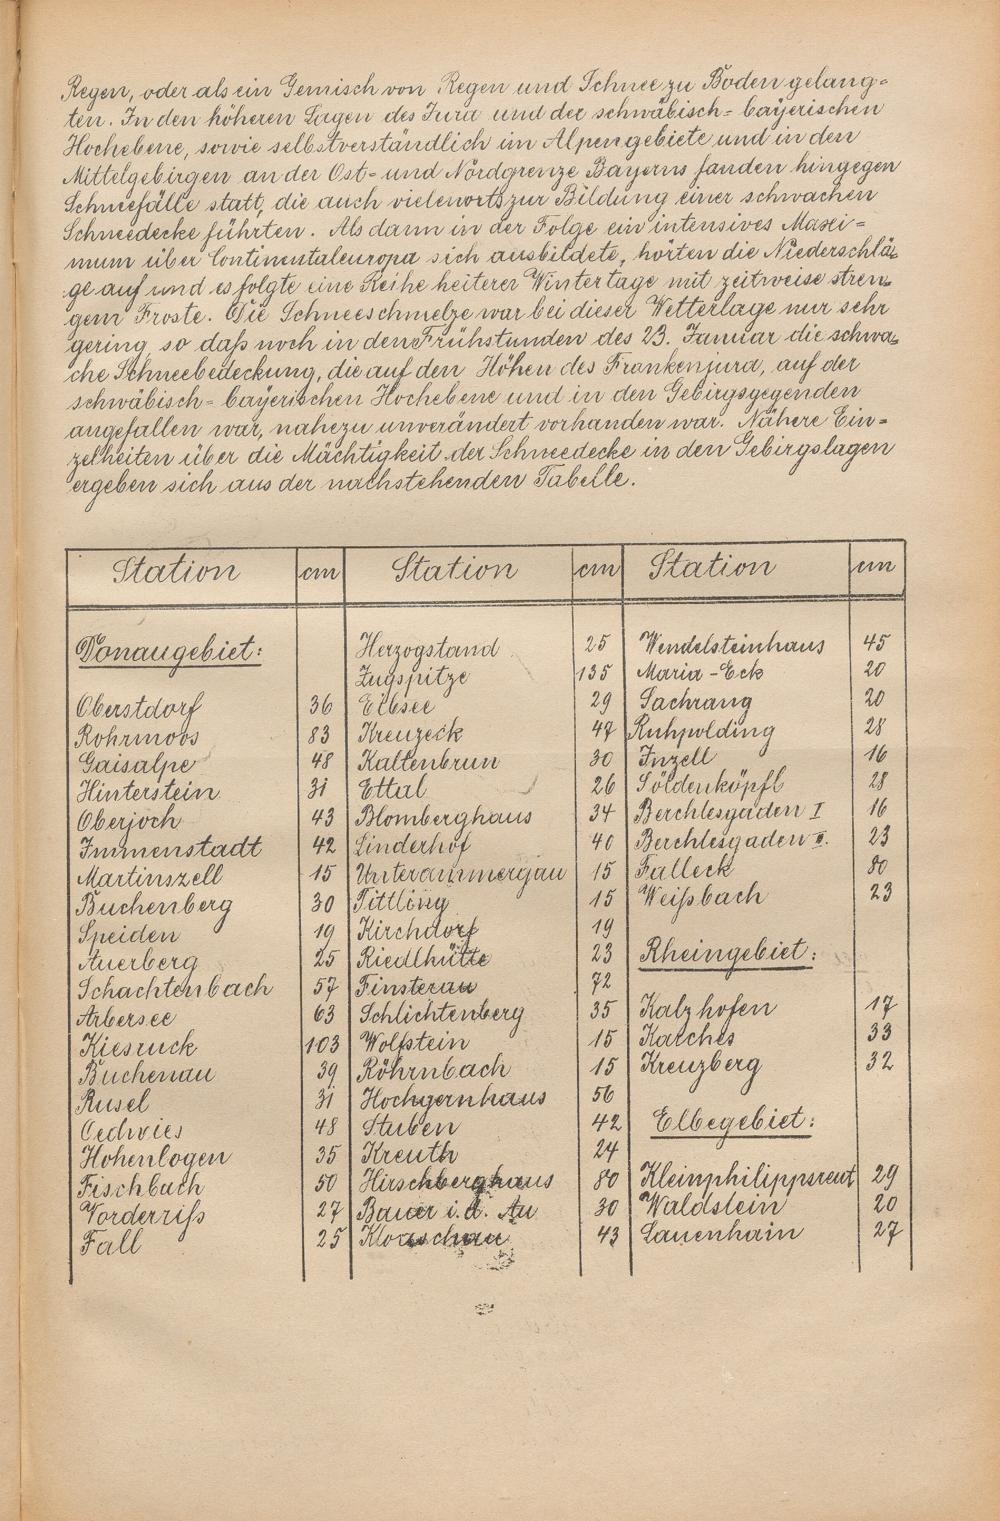 Regen, oder als ein Gemisch von Regen und Schnee zu Boden gelang=
ten. In den höheren Lagen des Jura und der schwäbisch=bayerischen
Hochebene, sowie selbstverständlich im Alpengebiete und in den
Mittelgebirgen an der Ost= und Nordgrenze Bayerns fanden hingegen
Schneefälle statt, die auch vielenorts zur Bildung einer schwachen
Schneedecke führten. Als dann in der Folge ein intensives Maxi=
mum über Continentaleuropa sich ausbildete, hörten die Niederschlä=
ge auf und es folgte eine Reihe heiterer Wintertage mit zeitweise stren=
gem Froste. Die Schneeschmelze war bei dieser Wetterlage nur sehr
gering so daß noch in den Frühstunden des 23. Januar die schwa=
che Schneebedeckung, die auf den Höhen des Frankenjura, auf der
schwäbisch=bayerischen Hochebene und in den Gebirgsgegenden
angefallen war, nahezu unverändert vorhanden war. Nähere Ein=
zelheiten über die Mächtigkeit der Schneedecke in den Gebirgslagen
ergeben sich aus der nachstehenden Tabelle.
Station cm Station cm Station cm
Donaugebiet: Herzogstand 25 Wendelsteinhaus 45
Zugspitze 135 Maria-Eck 20
Oberstdorf 36 Eibsee 29 Sachrang 20
Rohrmoos 83 Kreuzeck 47 Ruhpolding 28
Gaisalpe 48 Kaltenbrun 30 Inzell 16
Hinterstein 31 Ettal 26 Söldenköpfl 28
Oberjoch 43 Blomberghaus 34 Berchtesgaden I 16
Immenstadt 42 Linderhof 40 Berchtesgaden II. 23
Martinszell 15 Unterammergau 15 Falleck 80
Buchenberg 30 Tittling 15 Weißbach 23
Speiden 19 Kirchdorf 19
Auerberg 25 Riedlhütte 23 Rheingebiet:
Schachtenbach 57 Finsterau 72
Arbersee 63 Schlichtenberg 35 Kalzhofen 17
Kiesruck 103 Wolfstein 15 Karches 33
Buchenau 39 Röhrnbach 15 Kreuzberg 32
Rusel 31 Hochgernhaus 56
Oedwies 48 Stuben 42 Elbegebiet:
Hohenlogen 35 Kreuth 24
Fischbach 50 Hirschberghaus 80 Kleinphilippsreut 29
Vorderriß 27 Bauer i. d. Au 30 Waldstein 20
Fall 25 Kloaschau 43 Lauenhain 27